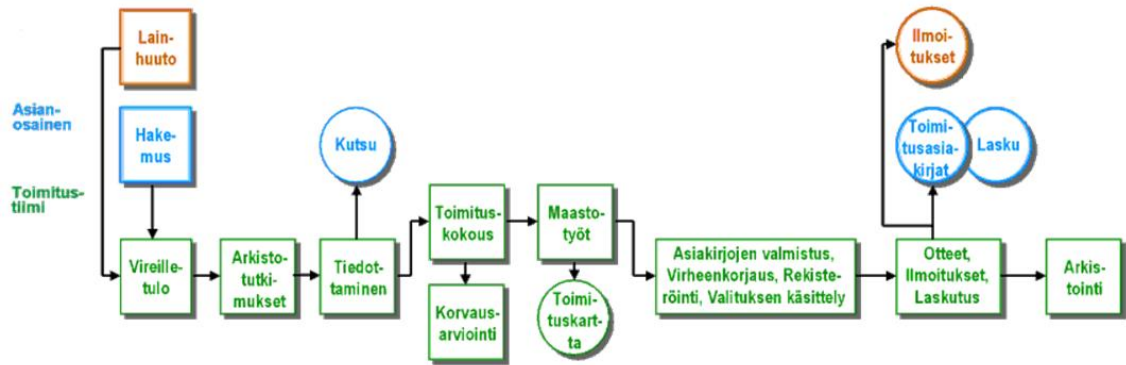 Lain-
huuto
Ilmoi-
tukset
Asian-
osainen
Hake-
mus
Kutsu
Toimi-
tusasia-
kirjat
Lasku
Toimitus-
tiimi
Vireille-
tulo
Arkisto-
tutki-
mukset
Tiedot-
taminen
Toimitus-
kokous
Korvaus-
arviointi
Maasto-
työt
Toimi-
tuskart-
ta
Asiakirjojen valmistus,
Virheenkorjaus, Rekiste-
röinti, Valituksen käsittely
Otteet,
Ilmoitukset,
Laskutus
Arkis-
tointi